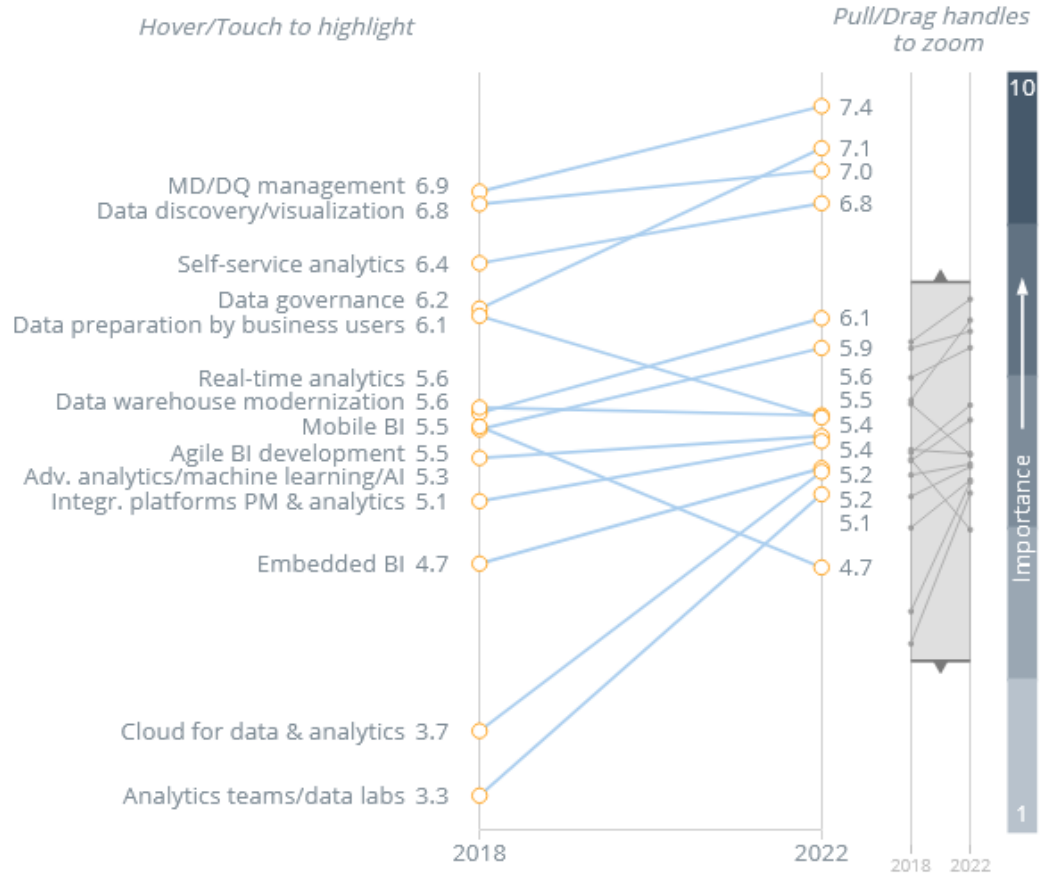 Hover/Touch to highlight
Pull/Drag handles
to zoom
10
7.4
7.1
7.0
MD/DQ management 6.9
Data discovery/visualization 6.8
6.8
Self-service analytics 6.4
Data governance 6.2
Data preparation by business users 6.1
6.1
5.9
Real-time analytics 5.6
5.6
Data warehouse modernization 5.6
5.5
Mobile BI 5.5
5.4
Agile BI development 5.5
5.4
Adv. analytics/machine learning/AI 5.3
5.2
Integr. platforms PM & analytics 5.1
5.2
5.1
Importance
Embedded BI 4.7
4.7
Cloud for data & analytics 3.7
Analytics teams/data labs 3.3
1
2018
2022
2018
2022